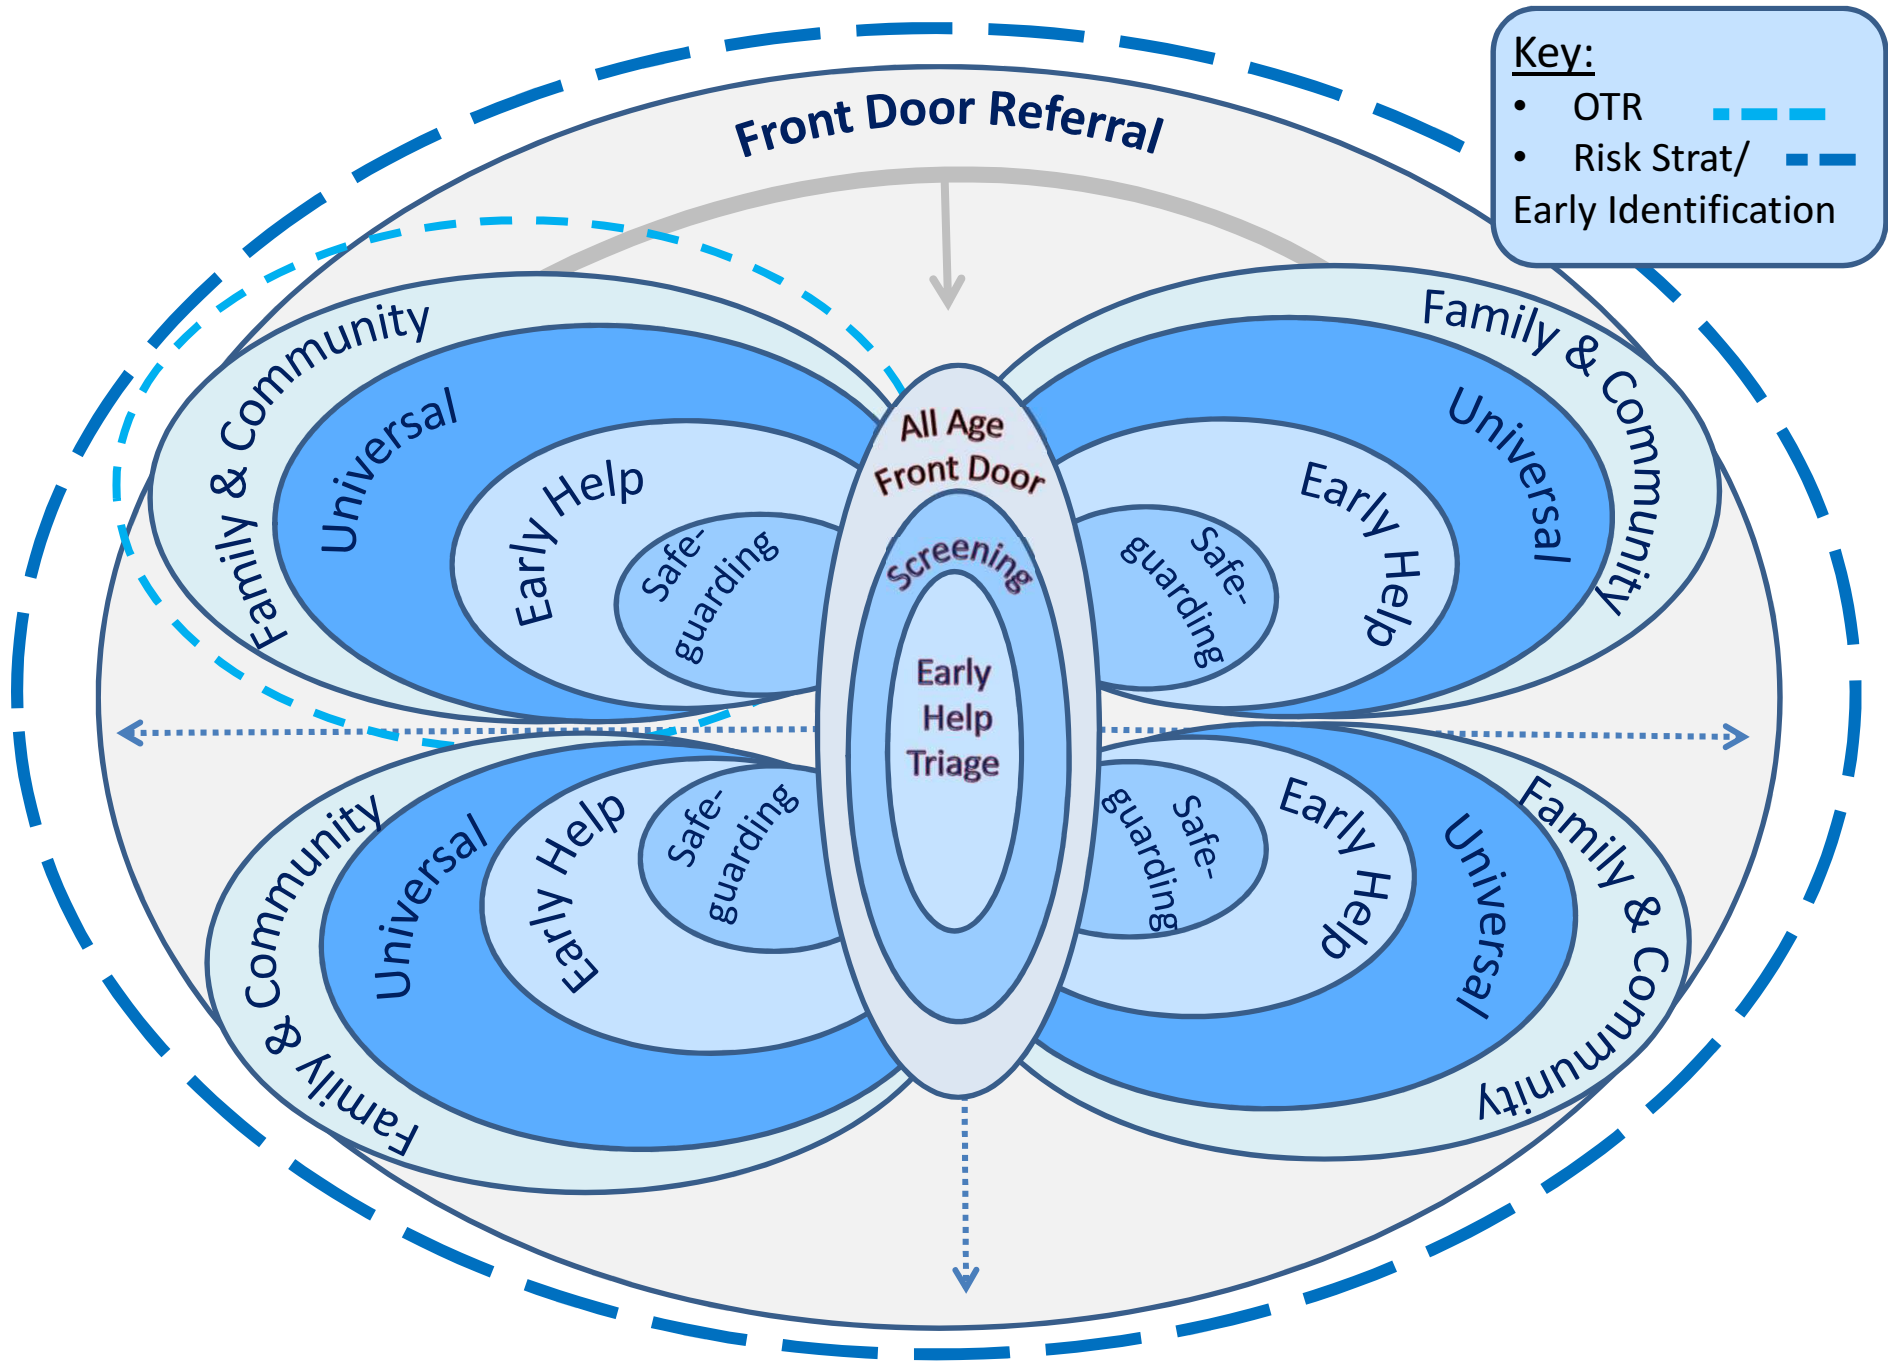 Key:
• OTR
• Risk Strat/
Early Identification
Front Door Referral
Family & Community
Universal
Early Help
Safe-
guarding
All Age
Front Door
Screening
Early
Help
Triage
Family & Community
Universal
Early Help
Safe-
guarding
Family & Community
Universal
Early Help
Safe-
guarding
Family & Community
Universal
Early Help
Safe-
guarding